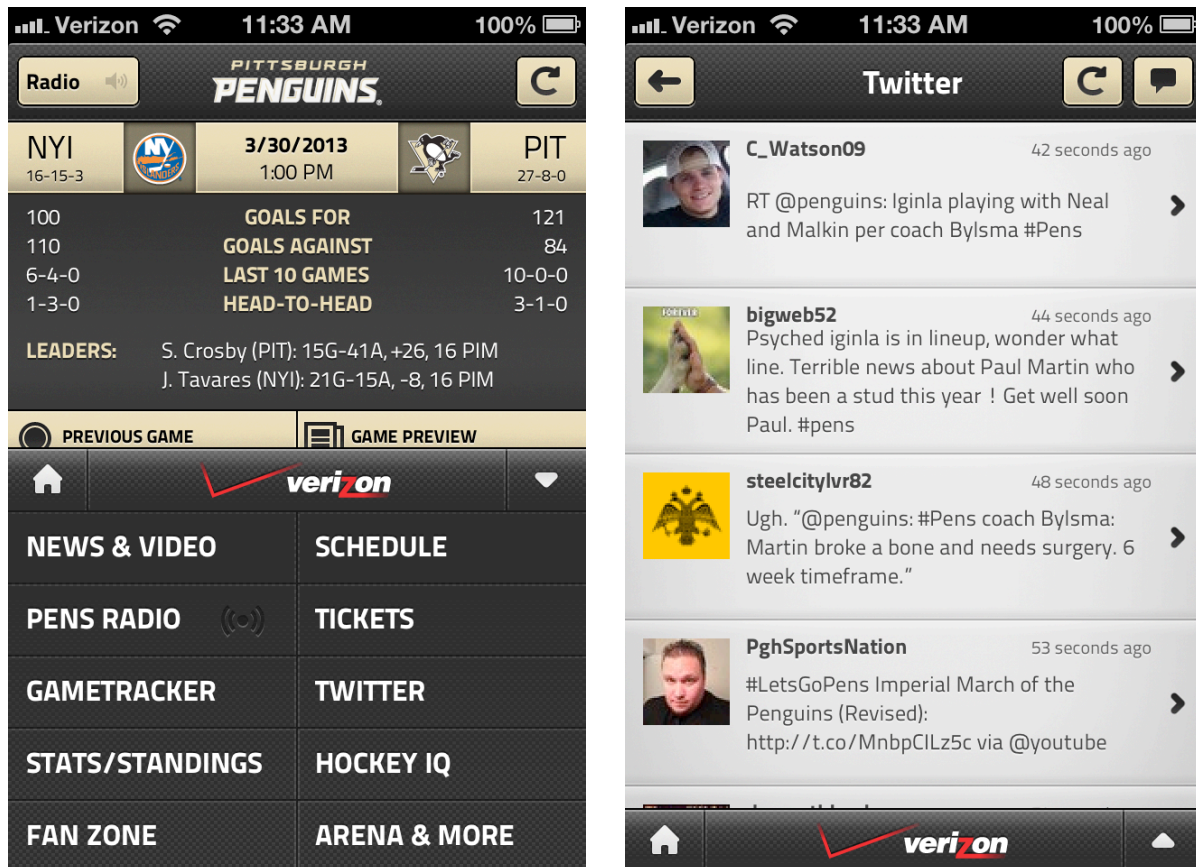 Verizon 11:33 AM 100%
Radio
PITTSBURGH
PENGUINS
NYI 3/30/2013 PIT
16-15-3 1:00 PM 27-8-0
100 GOALS FOR 121
110 GOALS AGAINST 84
6-4-0 LAST 10 GAMES 10-0-0
1-3-0 HEAD-TO-HEAD 3-1-0
LEADERS: S. Crosby (PIT): 15G-41A, +26, 16 PIM
J. Tavares (NYI): 21G-15A, -8, 16 PIM
PREVIOUS GAME GAME PREVIEW
verizon
NEWS & VIDEO SCHEDULE
PENS RADIO TICKETS
GAMETRACKER TWITTER
STATS/STANDINGS HOCKEY IQ
FAN ZONE ARENA & MORE
Verizon 11:33 AM 100%
Twitter
C_Watson09 42 seconds ago
RT @penguins: Iginla playing with Neal
and Malkin per coach Bylsma #Pens
bigweb52 44 seconds ago
Psyched iginla is in lineup, wonder what
line. Terrible news about Paul Martin who
has been a stud this year ! Get well soon
Paul. #pens
steelcitylvr82 48 seconds ago
Ugh. “@penguins: #Pens coach Bylsma:
Martin broke a bone and needs surgery. 6
week timeframe.”
PghSportsNation 53 seconds ago
#LetsGoPens Imperial March of the
Penguins (Revised):
http://t.co/MnbpCILz5c via @youtube
verizon